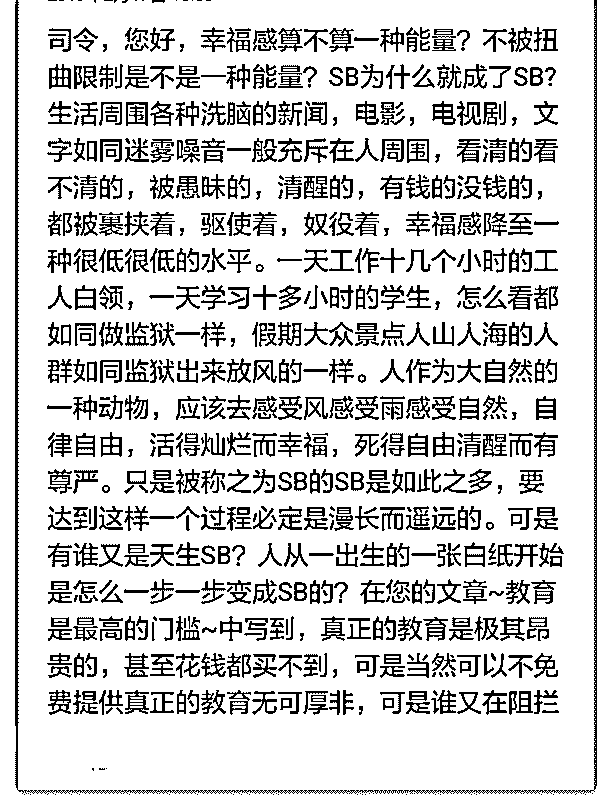 司令，您好，幸福感算不算一种能量？不被扭
曲限制是不是一种能量？SB为什么就成了SB？
生活周围各种洗脑的新闻，电影，电视剧，文
字如同迷雾噪音一般充斥在人周围，看清的看
不清的，被愚昧的，清醒的，有钱的没钱的，
都被裹挟着，驱使着，奴役着，幸福感降至一
种很低很低的水平。一天工作十几个小时的工
人白领，一天学习十多小时的学生，怎么看都
如同做监狱一样，假期大众景点人山人海的人
群如同监狱出来放风的一样。人作为大自然的
一种动物，应该去感受风感受雨感受自然，自
律自由，活得灿烂而幸福，死得自由清醒而有
尊严。只是被称之为SB的SB是如此之多，要
达到这样一个过程必定是漫长而遥远的。可是
有谁又是天生SB？人从一出生的一张白纸开始
是怎么一步一步变成SB的？在您的文章~教育
是最高的门槛~中写到，真正的教育是极其昂
贵的，甚至花钱都买不到，可是当然可以不免
费提供真正的教育无可厚非，可是谁又在阻拦